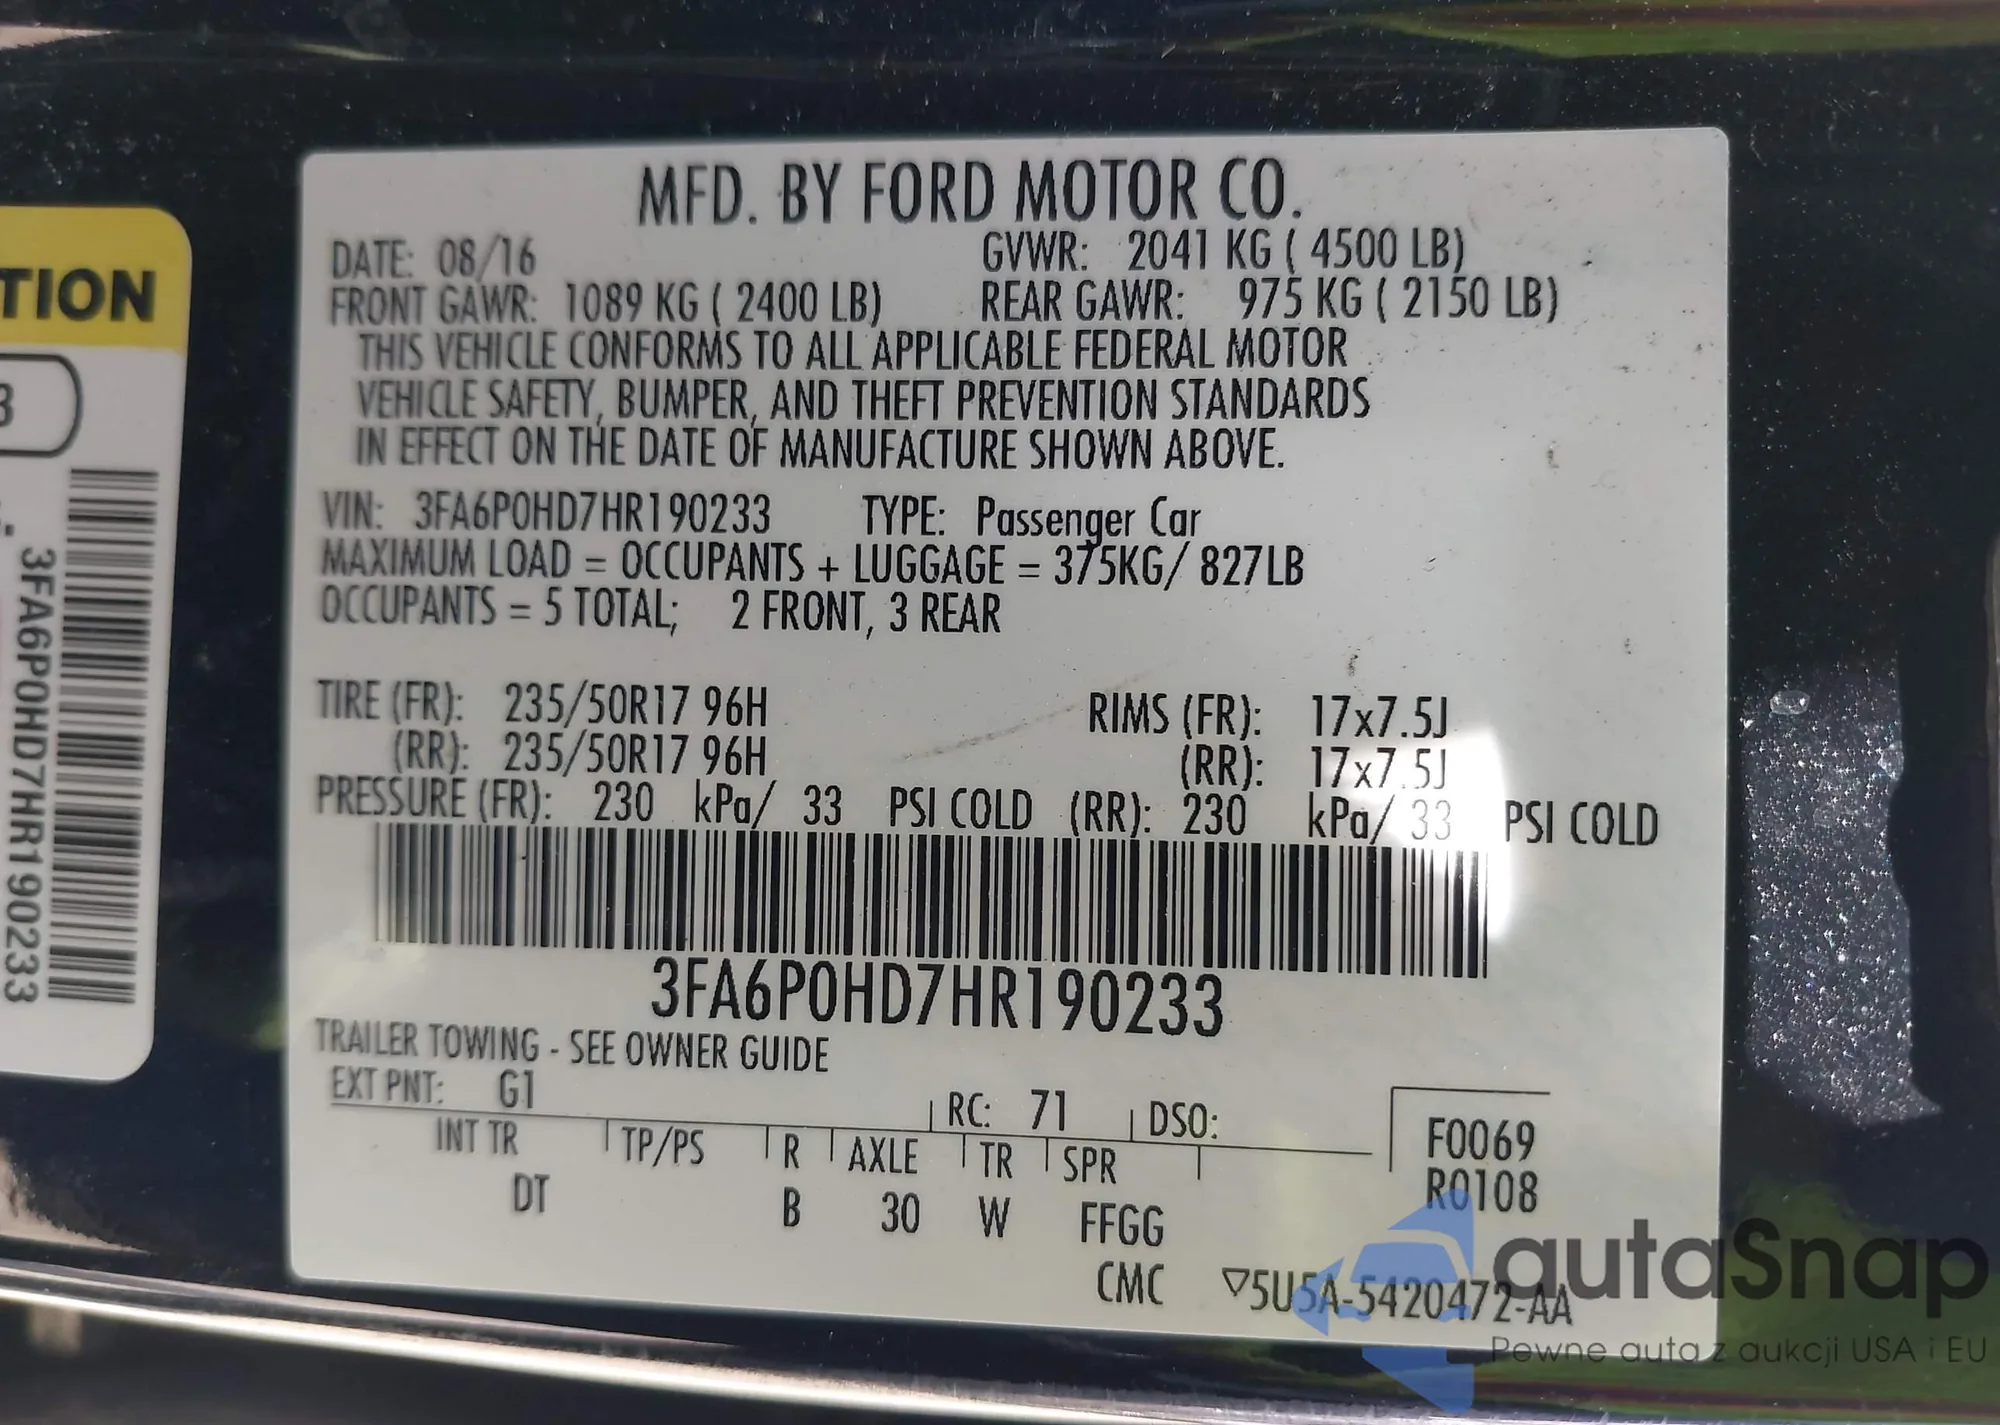 MFD. BY FORD MOTOR CO.
DATE: 08/16 GVWR: 2041 KG ( 4500 LB)
FRONT GAWR: 1089 KG ( 2400 LB) REAR GAWR: 975 KG ( 2150 LB)
THIS VEHICLE CONFORMS TO ALL APPLICABLE FEDERAL MOTOR
VEHICLE SAFETY, BUMPER, AND THEFT PREVENTION STANDARDS
IN EFFECT ON THE DATE OF MANUFACTURE SHOWN ABOVE.
VIN: 3FA6P0HD7HR190233 TYPE: Passenger Car
MAXIMUM LOAD = OCCUPANTS + LUGGAGE = 375KG/ 827LB
OCCUPANTS = 5 TOTAL; 2 FRONT, 3 REAR
TIRE (FR): 235/50R17 96H RIMS (FR): 17x7.5J
(RR): 235/50R17 96H (RR): 17x7.5J
PRESSURE (FR): 230 kPa/ 33 PSI COLD (RR): 230 kPa/ 33 PSI COLD
3FA6P0HD7HR190233
TRAILER TOWING - SEE OWNER GUIDE
EXT PNT: G1 RC: 71 DSO:
INT TR TP/PS R AXLE TR SPR
DT B 30 W FFGG
F0069
R0108
CMC ▽5U5A-5420472-AA
TION
3
3FA6P0HD7HR190233
autaSnap
Pewne auta z aukcji USA i EU